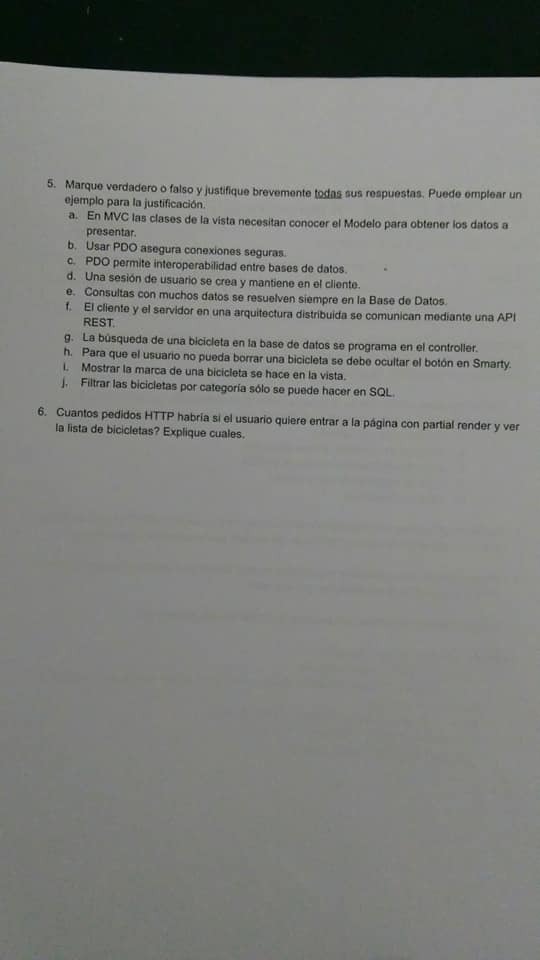 5. Marque verdadero o falso y justifique brevemente todas sus respuestas. Puede emplear un
ejemplo para la justificación.
a. En MVC las clases de la vista necesitan conocer el Modelo para obtener los datos a
presentar.
b. Usar PDO asegura conexiones seguras.
c. PDO permite interoperabilidad entre bases de datos.
d. Una sesión de usuario se crea y mantiene en el cliente.
e. Consultas con muchos datos se resuelven siempre en la Base de Datos.
f. El cliente y el servidor en una arquitectura distribuida se comunican mediante una API
REST.
g. La búsqueda de una bicicleta en la base de datos se programa en el controller.
h. Para que el usuario no pueda borrar una bicicleta se debe ocultar el botón en Smarty.
i. Mostrar la marca de una bicicleta se hace en la vista.
j. Filtrar las bicicletas por categoría sólo se puede hacer en SQL.
6. Cuantos pedidos HTTP habría si el usuario quiere entrar a la página con partial render y ver
la lista de bicicletas? Explique cuales.